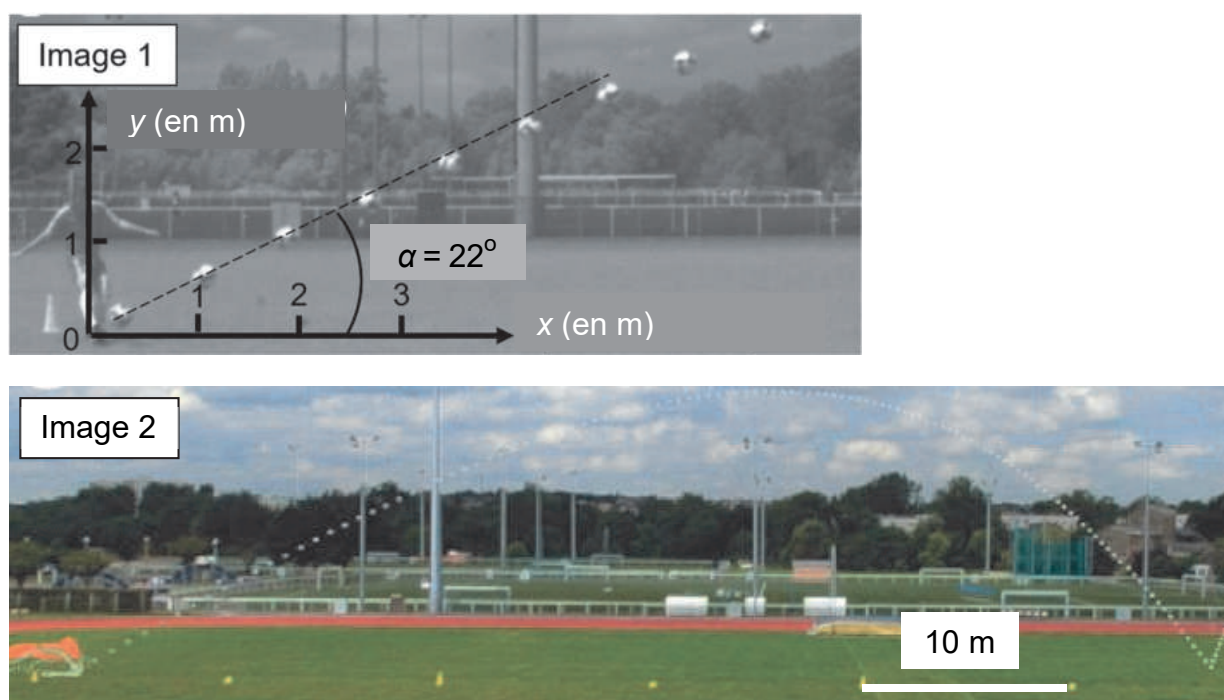 Image 1
y (en m)
2
1
α = 22°
1 2 3
0
x (en m)
Image 2
10 m